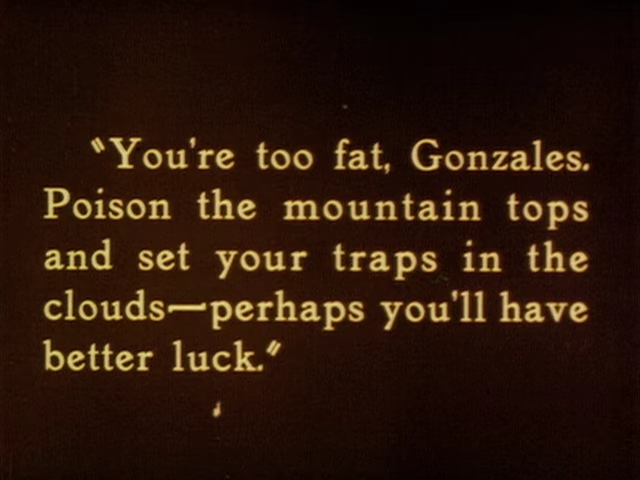 "You're too fat, Gonzales.
Poison the mountain tops
and set your traps in the
clouds—perhaps you'll have
better luck."